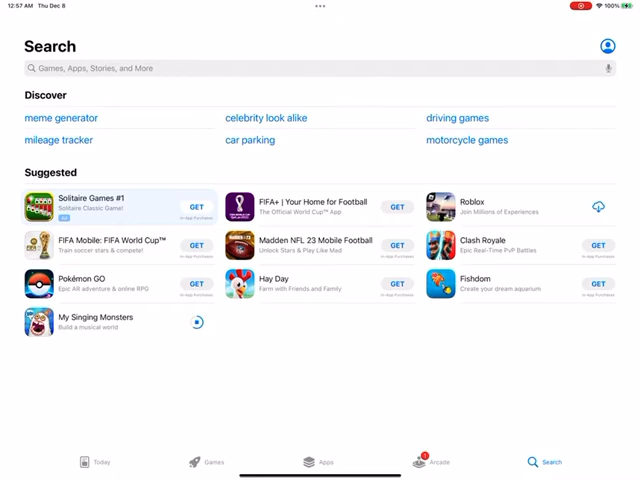 12:57 AM Thu Dec 8
100%
Search
Games, Apps, Stories, and More
Discover
meme generator
celebrity look alike
driving games
mileage tracker
car parking
motorcycle games
Suggested
Solitaire Games #1
Solitaire Classic Game!
Ad
GET
In-App Purchases
FIFA+ | Your Home for Football
The Official World Cup™ App
GET
Roblox
Join Millions of Experiences
FIFA Mobile: FIFA World Cup™
Train soccer stars & compete!
GET
In-App Purchases
Madden NFL 23 Mobile Football
Unlock Stars & Play Like Mad
GET
In-App Purchases
Clash Royale
Epic Real-Time PvP Battles
GET
In-App Purchases
Pokémon GO
Epic AR adventure & online RPG
GET
In-App Purchases
Hay Day
Farm with Friends and Family
GET
In-App Purchases
Fishdom
Create your dream aquarium
GET
In-App Purchases
My Singing Monsters
Build a musical world
Today
Games
Apps
1
Arcade
Search